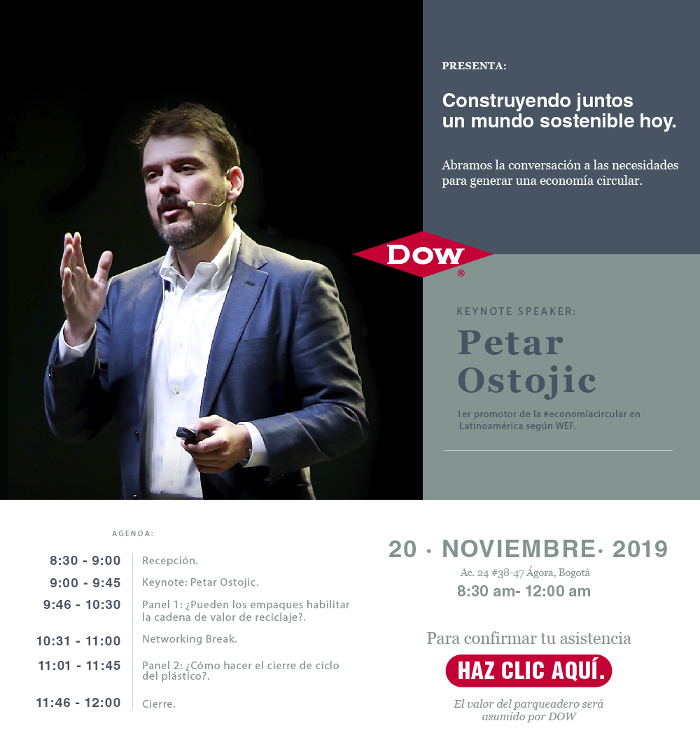 PRESENTA:
Construyendo juntos
un mundo sostenible hoy.
Abramos la conversación a las necesidades
para generar una economía circular.
DOW
®
KEYNOTE SPEAKER:
Petar
Ostojic
1er promotor de la #economíacircular en
Latinoamérica según WEF.
AGENDA:
8:30 - 9:00 Recepción.
9:00 - 9:45 Keynote: Petar Ostojic.
9:46 - 10:30 Panel 1: ¿Pueden los empaques habilitar
la cadena de valor de reciclaje?.
10:31 - 11:00 Networking Break.
11:01 - 11:45 Panel 2: ¿Cómo hacer el cierre de ciclo
del plástico?.
11:46 - 12:00 Cierre.
20 · NOVIEMBRE· 2019
Ac. 24 #38-47 Ágora, Bogotá
8:30 am- 12:00 am
Para confirmar tu asistencia
HAZ CLIC AQUÍ.
El valor del parqueadero será
asumido por DOW